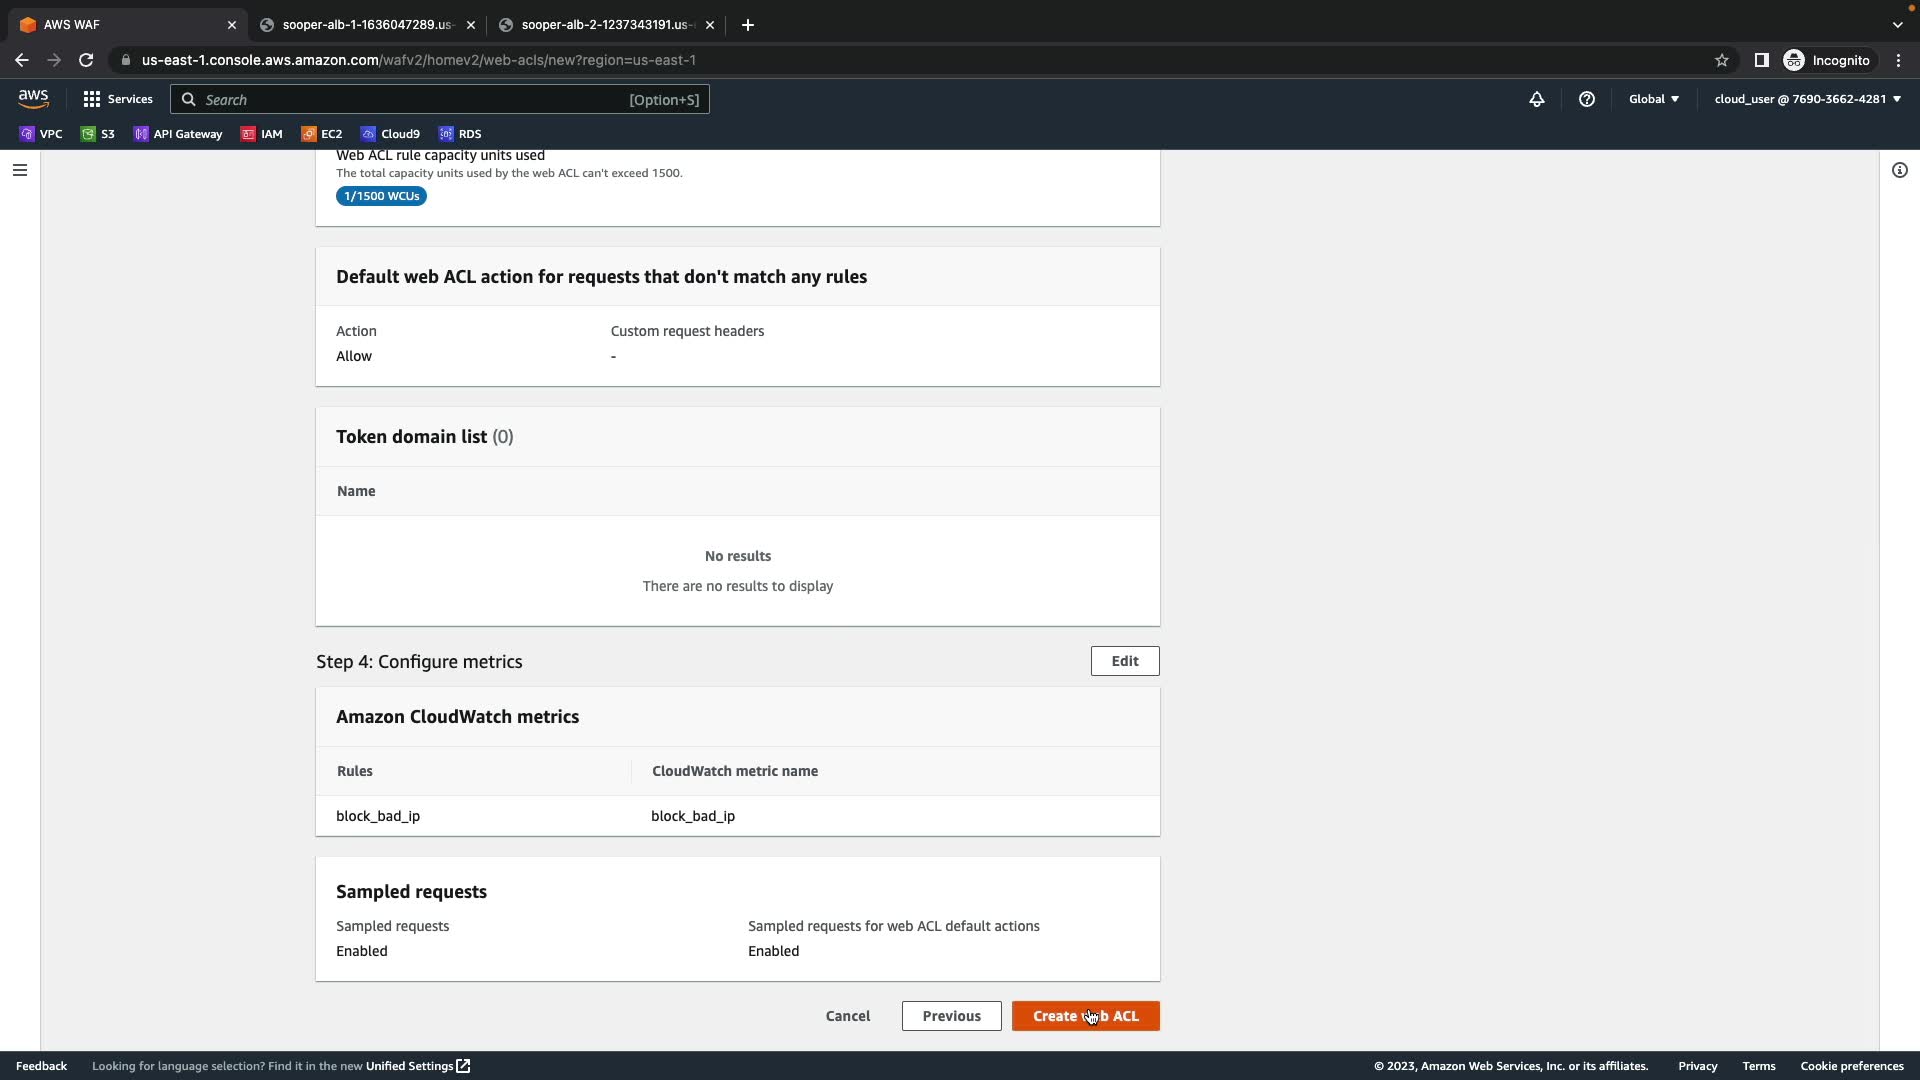 AWS WAF
sooper-alb-1-1636047289.us-
sooper-alb-2-1237343191.us-
us-east-1.console.aws.amazon.com/wafv2/homev2/web-acls/new?region=us-east-1
Incognito
aws
Services
Search
[Option+S]
Global
cloud_user @ 7690-3662-4281
VPC
S3
API Gateway
IAM
EC2
Cloud9
RDS
Web ACL rule capacity units used
The total capacity units used by the web ACL can't exceed 1500.
1/1500 WCUs
Default web ACL action for requests that don't match any rules
Action
Custom request headers
Allow
-
Token domain list (0)
Name
No results
There are no results to display
Step 4: Configure metrics
Edit
Amazon CloudWatch metrics
Rules
CloudWatch metric name
block_bad_ip
block_bad_ip
Sampled requests
Sampled requests
Sampled requests for web ACL default actions
Enabled
Enabled
Cancel
Previous
Create web ACL
Feedback
Looking for language selection? Find it in the new Unified Settings
© 2023, Amazon Web Services, Inc. or its affiliates.
Privacy
Terms
Cookie preferences